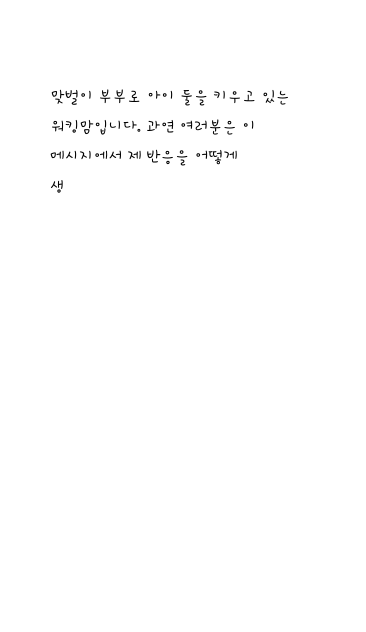 맞벌이 부부로 아이 둘을 키우고 있는
워킹맘입니다. 과연 여러분은 이
메시지에서 제 반응을 어떻게
생